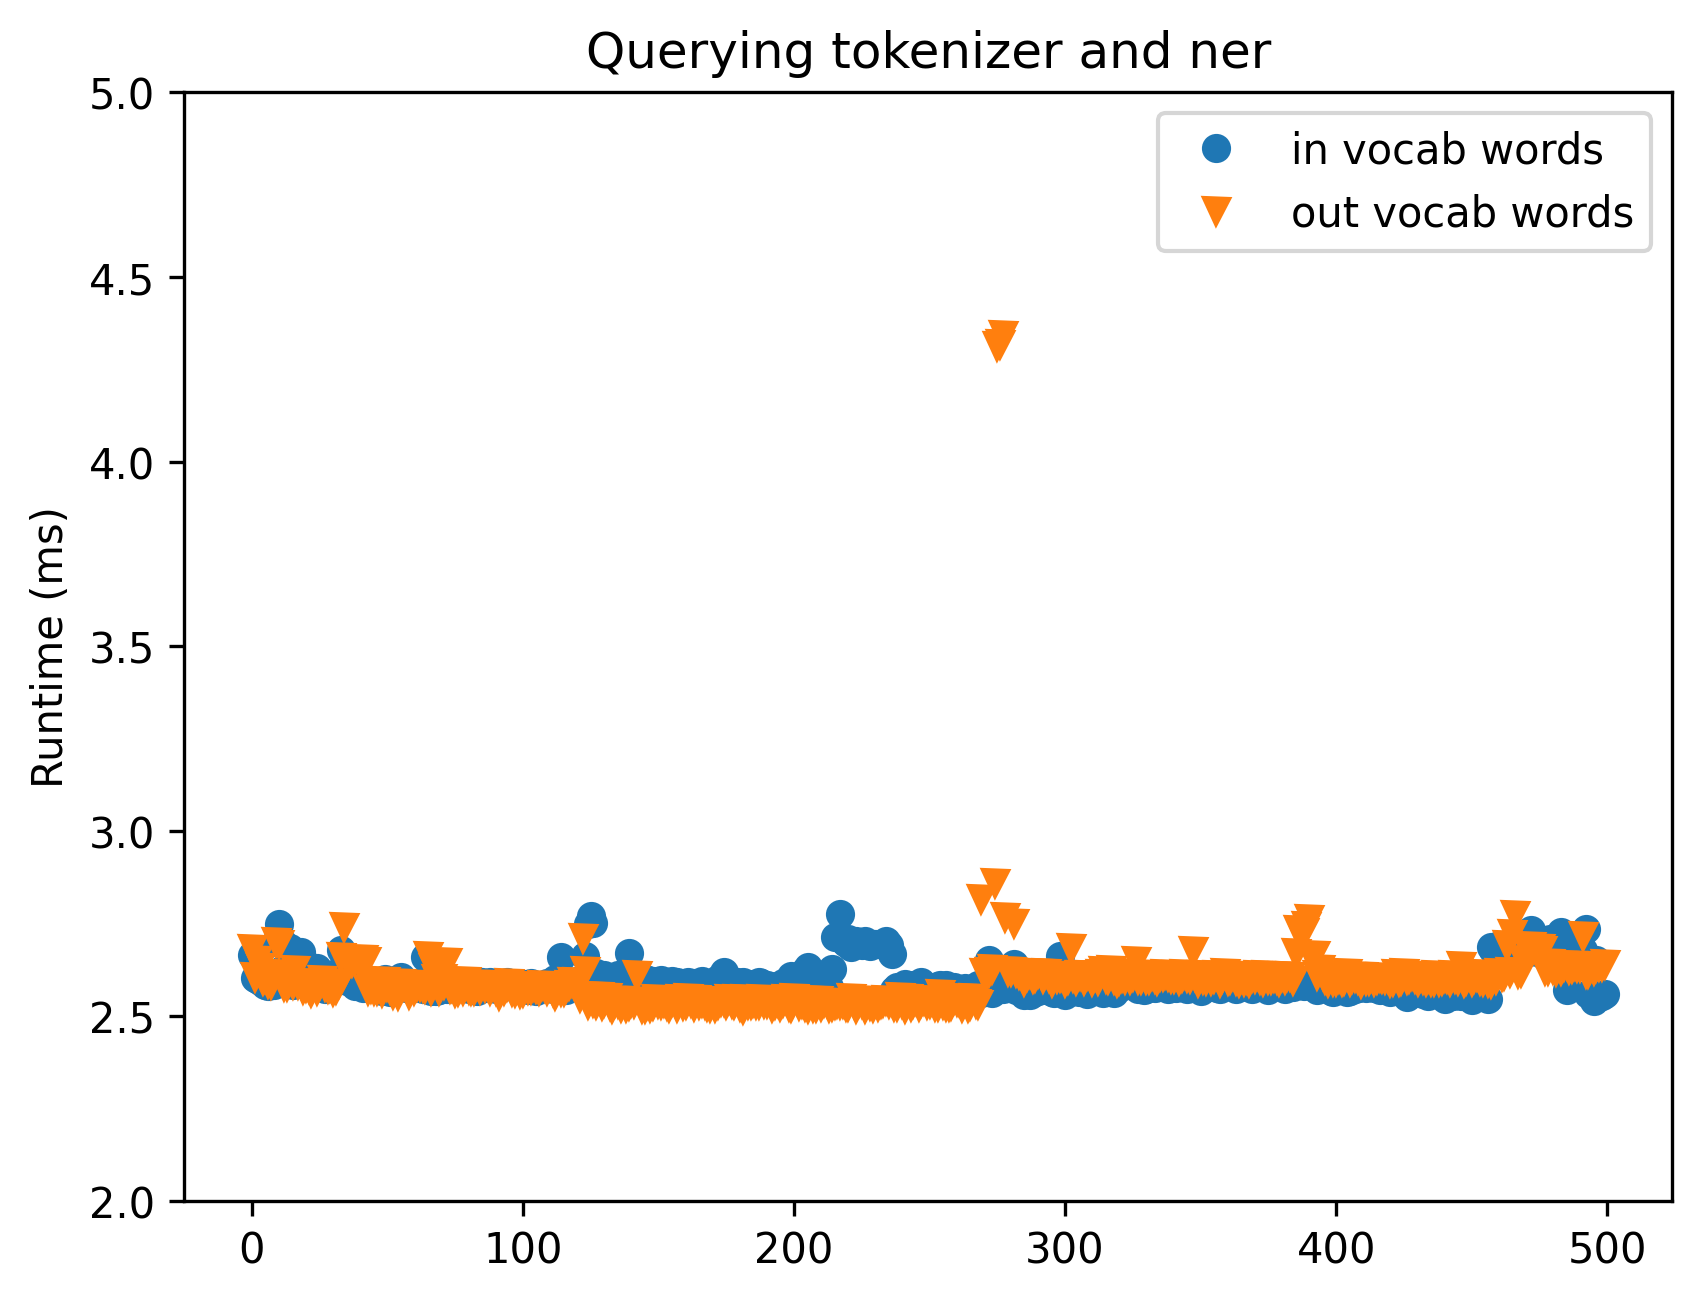 Querying tokenizer and ner
in vocab words
out vocab words
Runtime (ms)
5.0
4.5
4.0
3.5
3.0
2.5
2.0
0 100 200 300 400 500